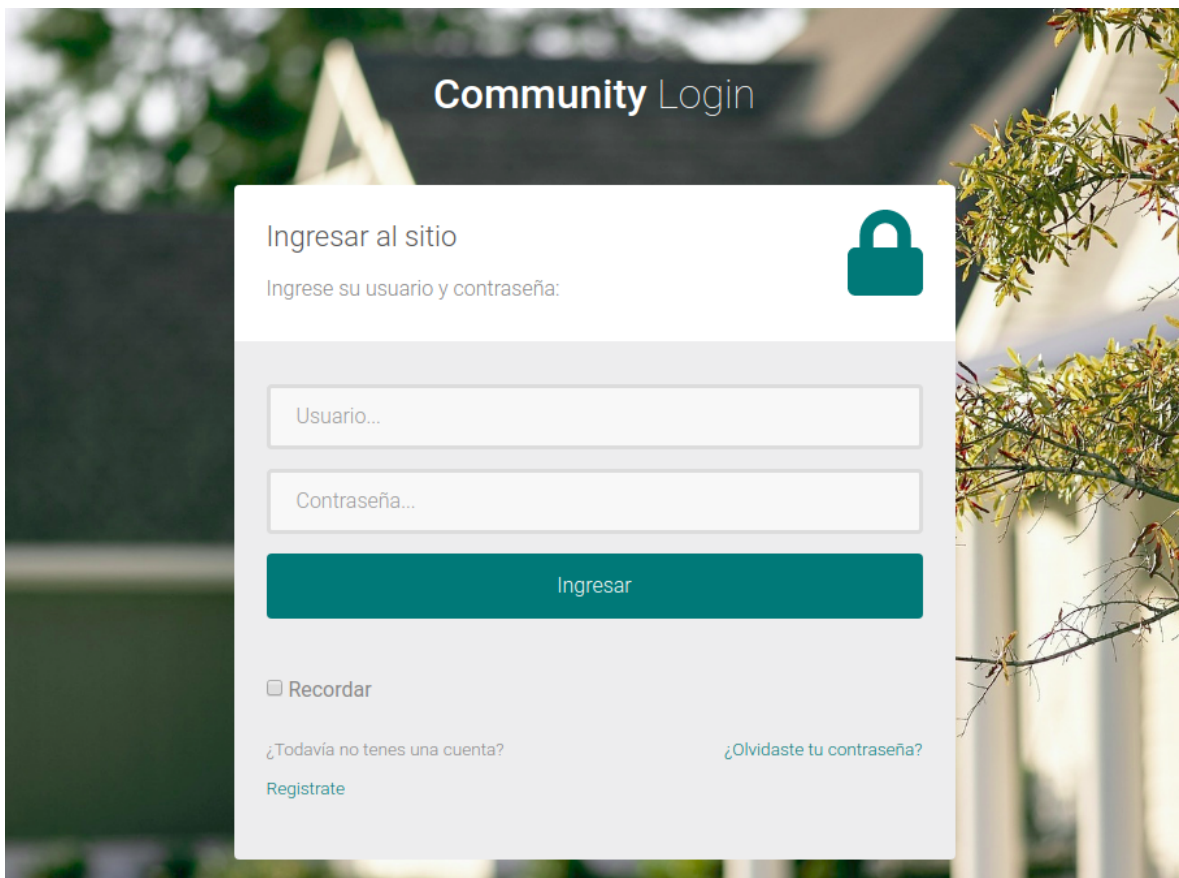 Community Login
Ingresar al sitio
Ingrese su usuario y contraseña:
Usuario...
Contraseña...
Ingresar
Recordar
¿Todavía no tenes una cuenta?
¿Olvidaste tu contraseña?
Registrate